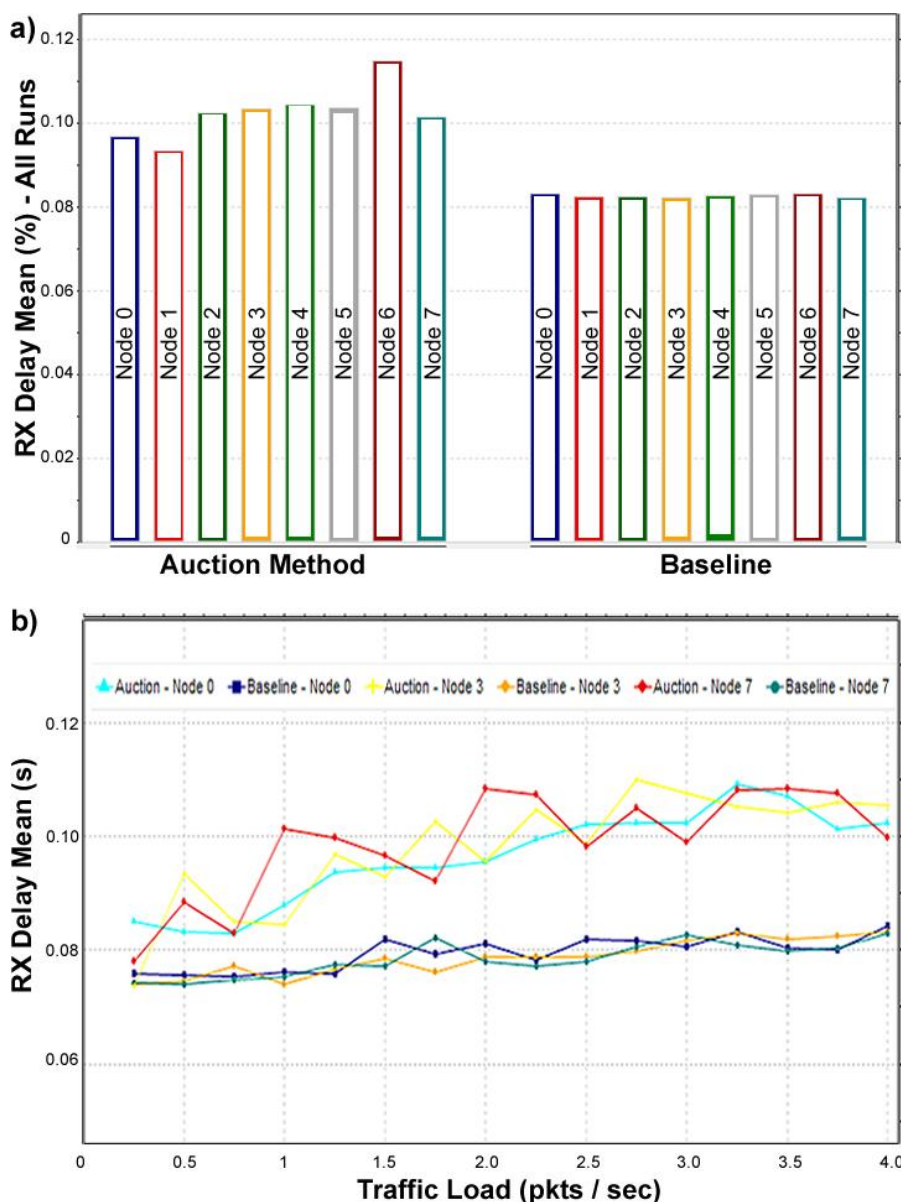 a)
RX Delay Mean (%) - All Runs
0.12
0.10
0.08
0.06
0.04
0.02
0
Node 0
Node 1
Node 2
Node 3
Node 4
Node 5
Node 6
Node 7
Node 0
Node 1
Node 2
Node 3
Node 4
Node 5
Node 6
Node 7
Auction Method
Baseline
b)
RX Delay Mean (s)
Auction - Node 0 Baseline - Node 0 Auction - Node 3 Baseline - Node 3 Auction - Node 7 Baseline - Node 7
0.12
0.10
0.08
0.06
0 0.5 1 1.5 2.0 2.5 3.0 3.5 4.0
Traffic Load (pkts / sec)